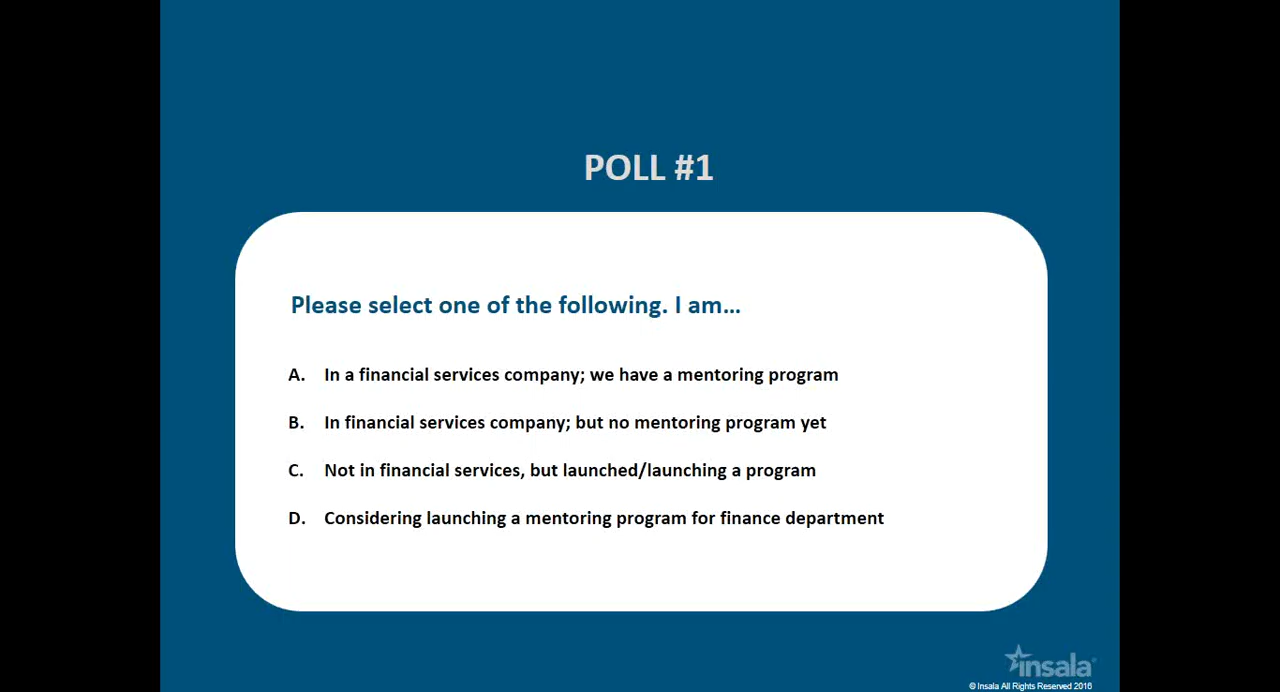 POLL #1
Please select one of the following. I am…
A. In a financial services company; we have a mentoring program
B. In financial services company; but no mentoring program yet
C. Not in financial services, but launched/launching a program
D. Considering launching a mentoring program for finance department
insala®
© Insala All Rights Reserved 2016